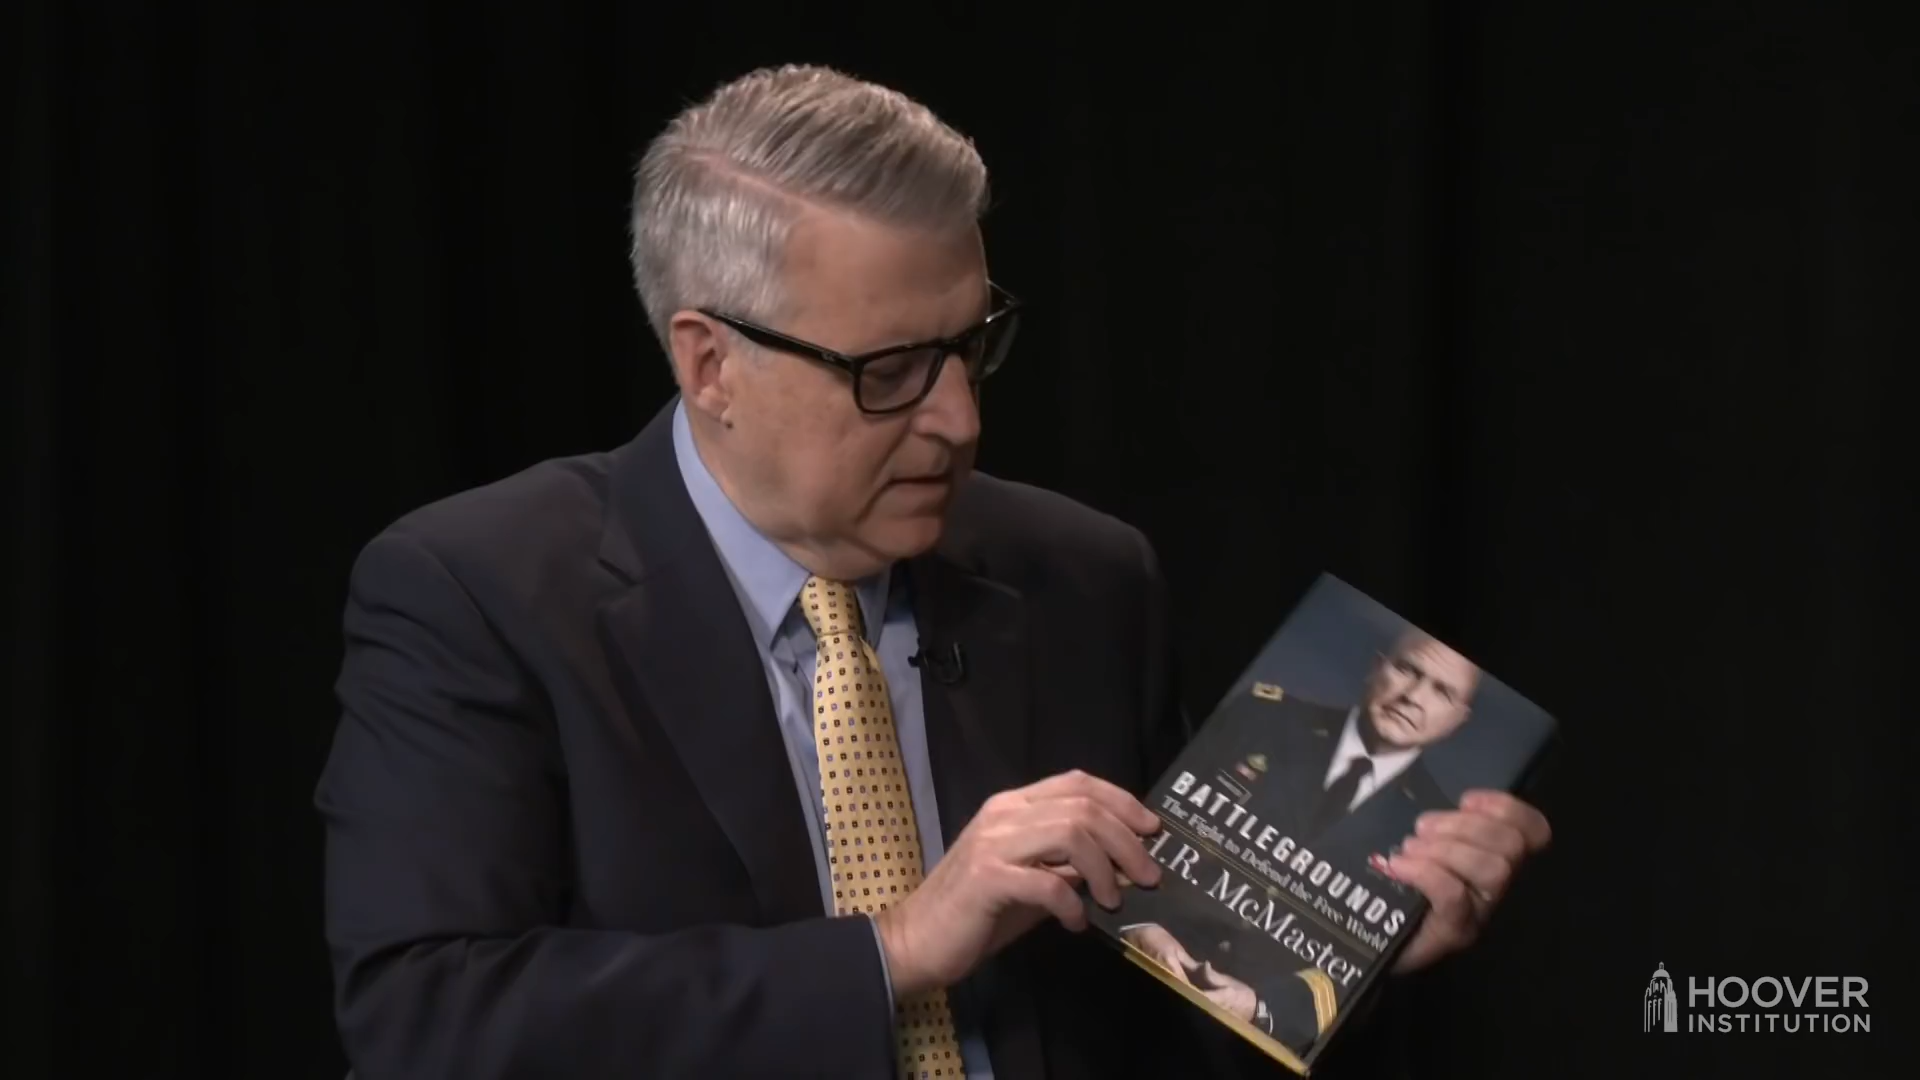 BATTLEGROUNDS
The Fight to Defend the Free World
H.R. McMaster
HOOVER
INSTITUTION